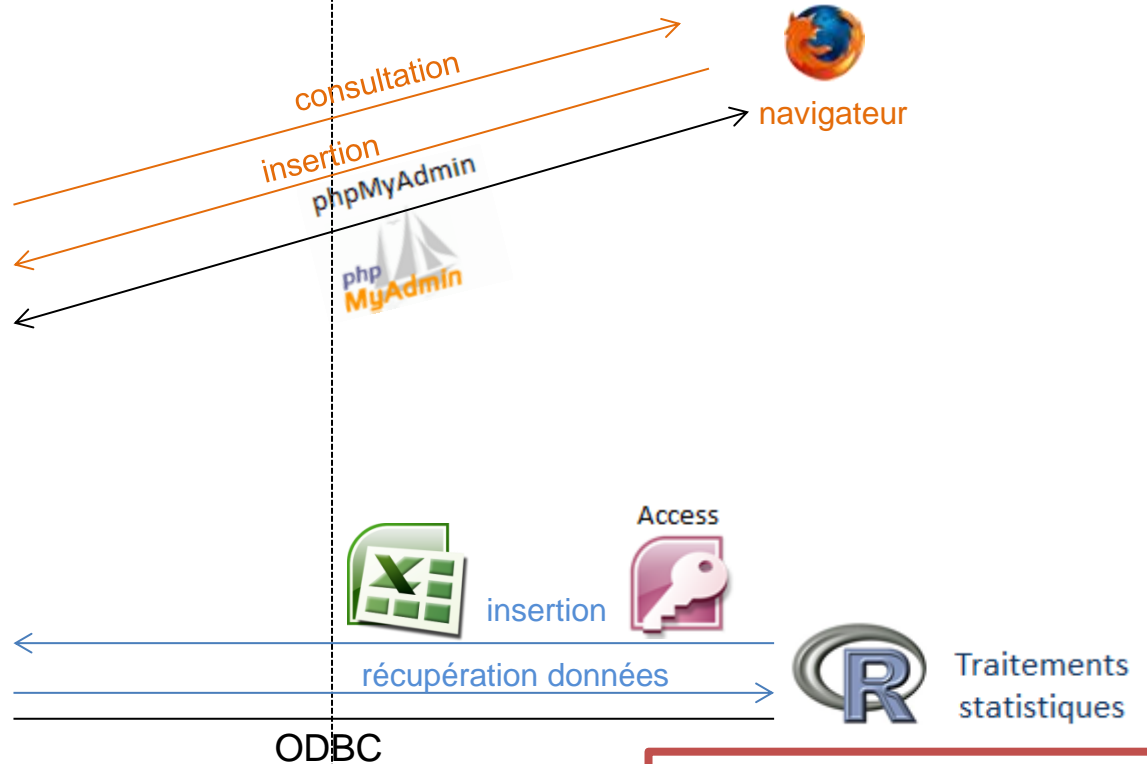 consultation
navigateur
insertion
phpMyAdmin
php
MyAdmin
Access
insertion
récupération données
R
Traitements
statistiques
ODBC